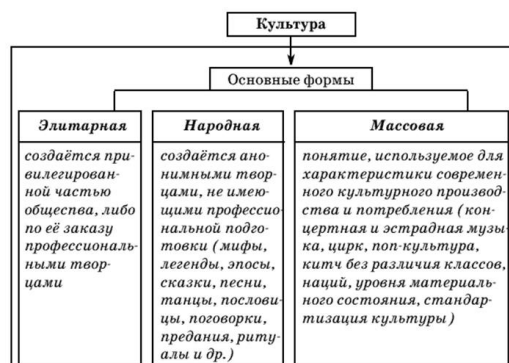 Культура
Основные формы
Элитарная
создаётся при-
вилегирован-
ной частью
общества, либо
по её заказу
профессиональ-
ными твор-
цами
Народная
создаётся ано-
нимными твор-
цами, не имею-
щими профессио-
нальной подго-
товки (мифы,
легенды, эпосы,
сказки, песни,
танцы, послови-
цы, поговорки,
предания, риту-
алы и др.)
Массовая
понятие, используемое для
характеристики современ-
ного культурного производ-
ства и потребления (кон-
цертная и эстрадная музы-
ка, цирк, поп-культура,
китч без различия классов,
наций, уровня материаль-
ного состояния, стандар-
тизация культуры)